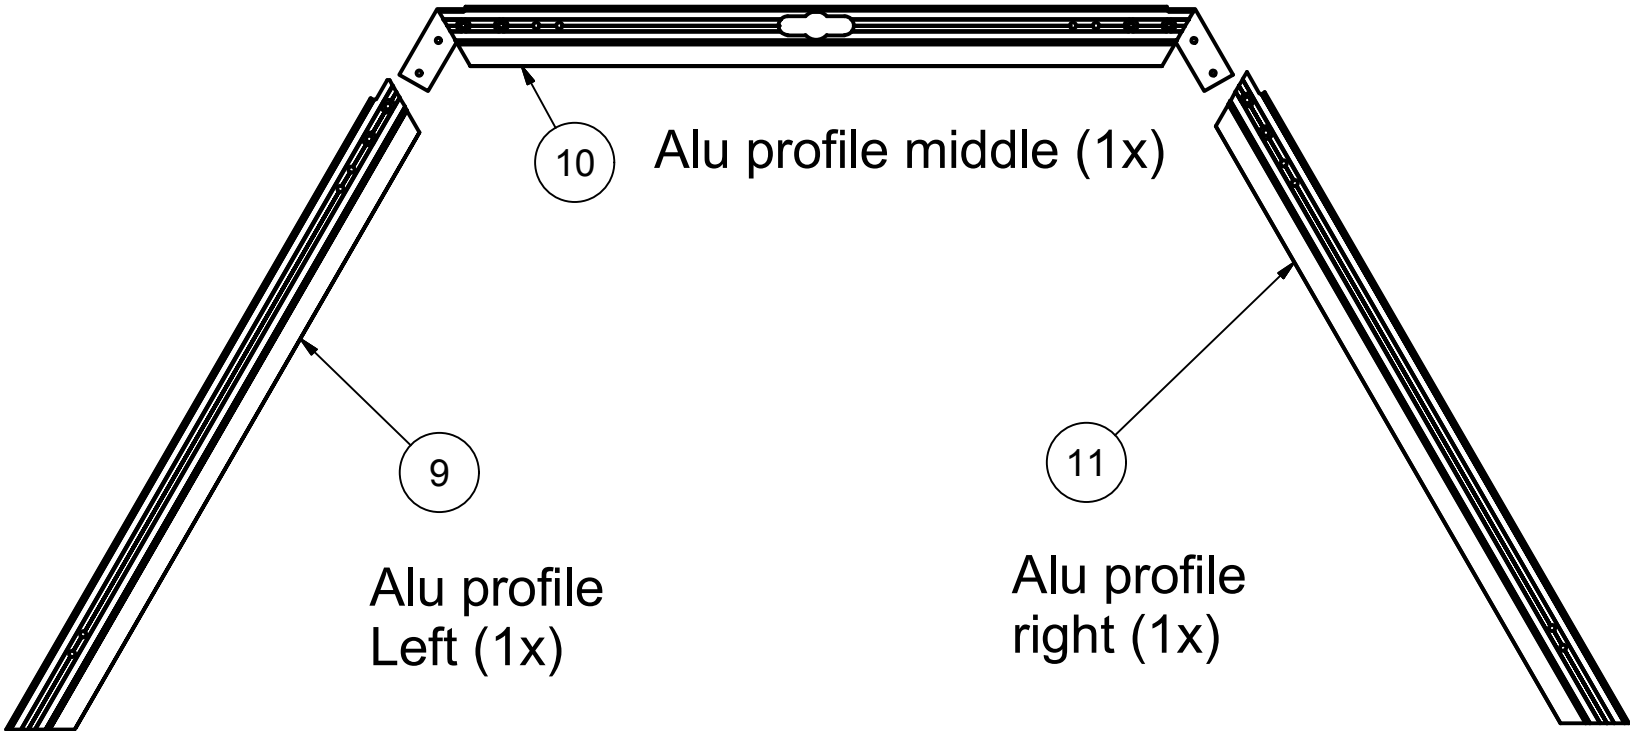 10
Alu profile middle (1x)
9
11
Alu profile
Left (1x)
Alu profile
right (1x)